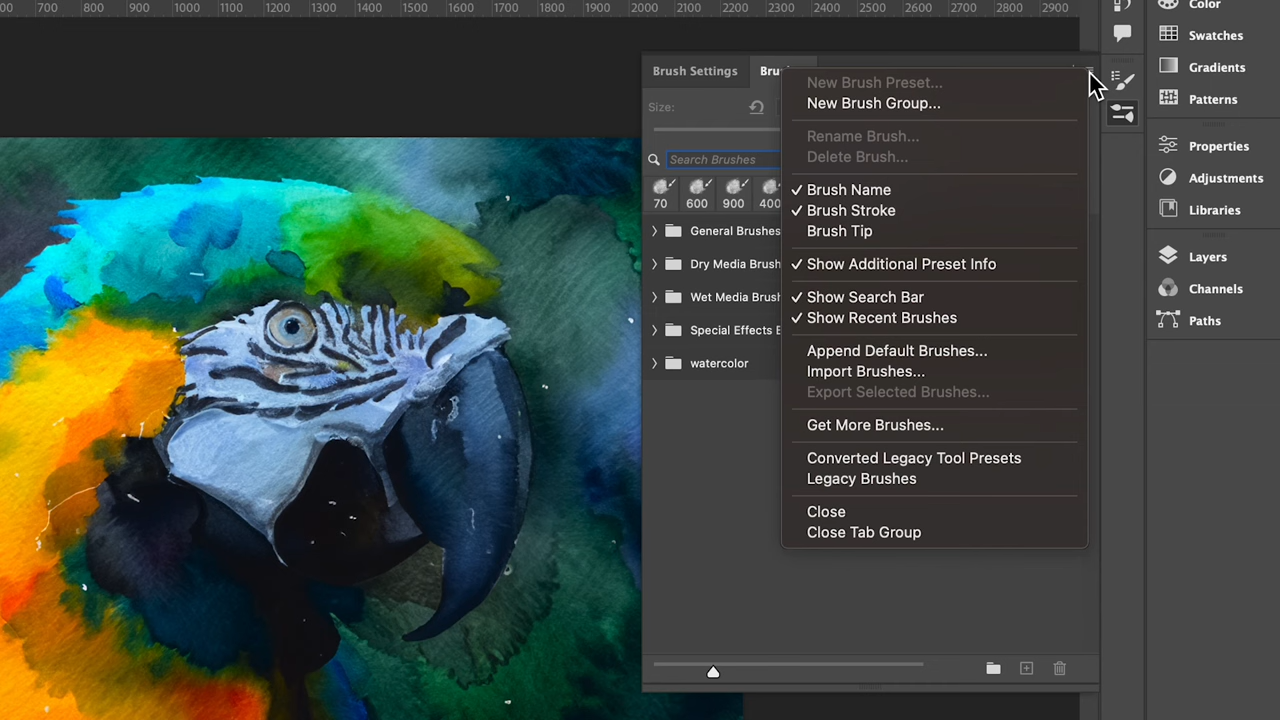 00 700 800 900 1000 1100 1200 1300 1400 1500 1600 1700 1800 1900 2000 2100 2200 2300 2400 2500 2600 2700 2800 2900
Color
Swatches
Gradients
Patterns
Properties
Adjustments
Libraries
Layers
Channels
Paths
Brush Settings
Bru
Size:
Search Brushes
70 600 900 400
General Brushes
Dry Media Brush
Wet Media Brush
Special Effects B
watercolor
New Brush Preset...
New Brush Group...
Rename Brush...
Delete Brush...
Brush Name
Brush Stroke
Brush Tip
Show Additional Preset Info
Show Search Bar
Show Recent Brushes
Append Default Brushes...
Import Brushes...
Export Selected Brushes...
Get More Brushes...
Converted Legacy Tool Presets
Legacy Brushes
Close
Close Tab Group